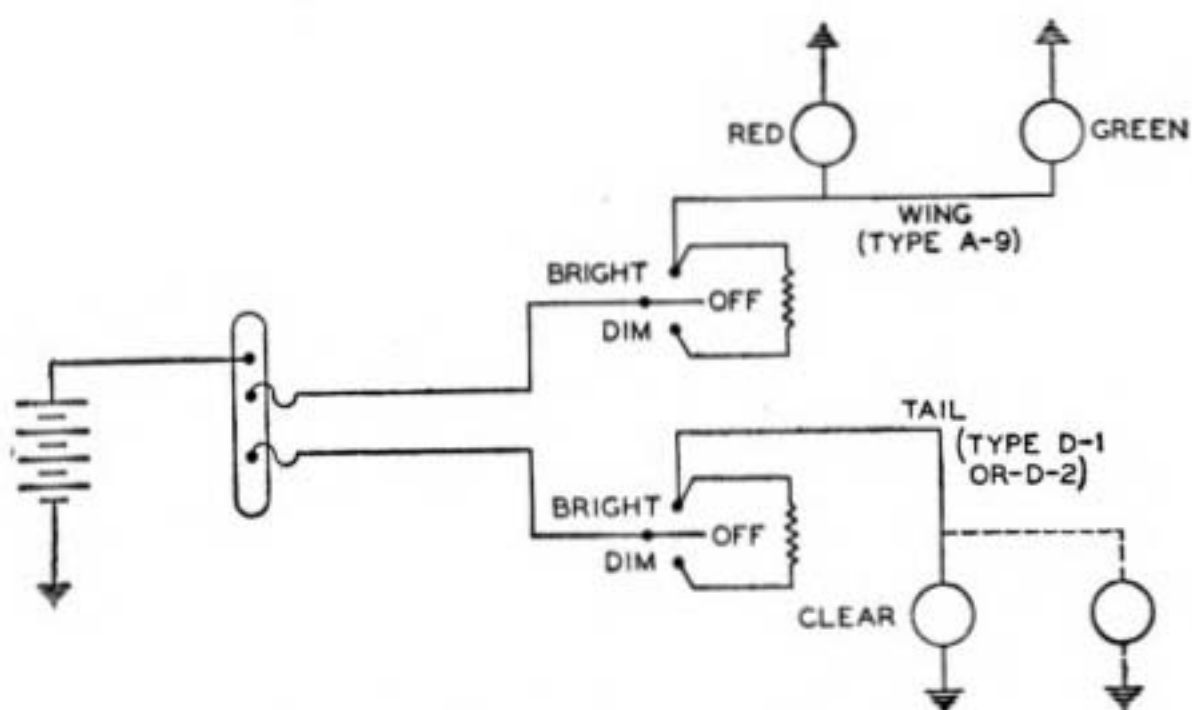 RED
GREEN
WING
(TYPE A-9)
BRIGHT
OFF
DIM
TAIL
(TYPE D-1
OR-D-2)
BRIGHT
OFF
DIM
CLEAR